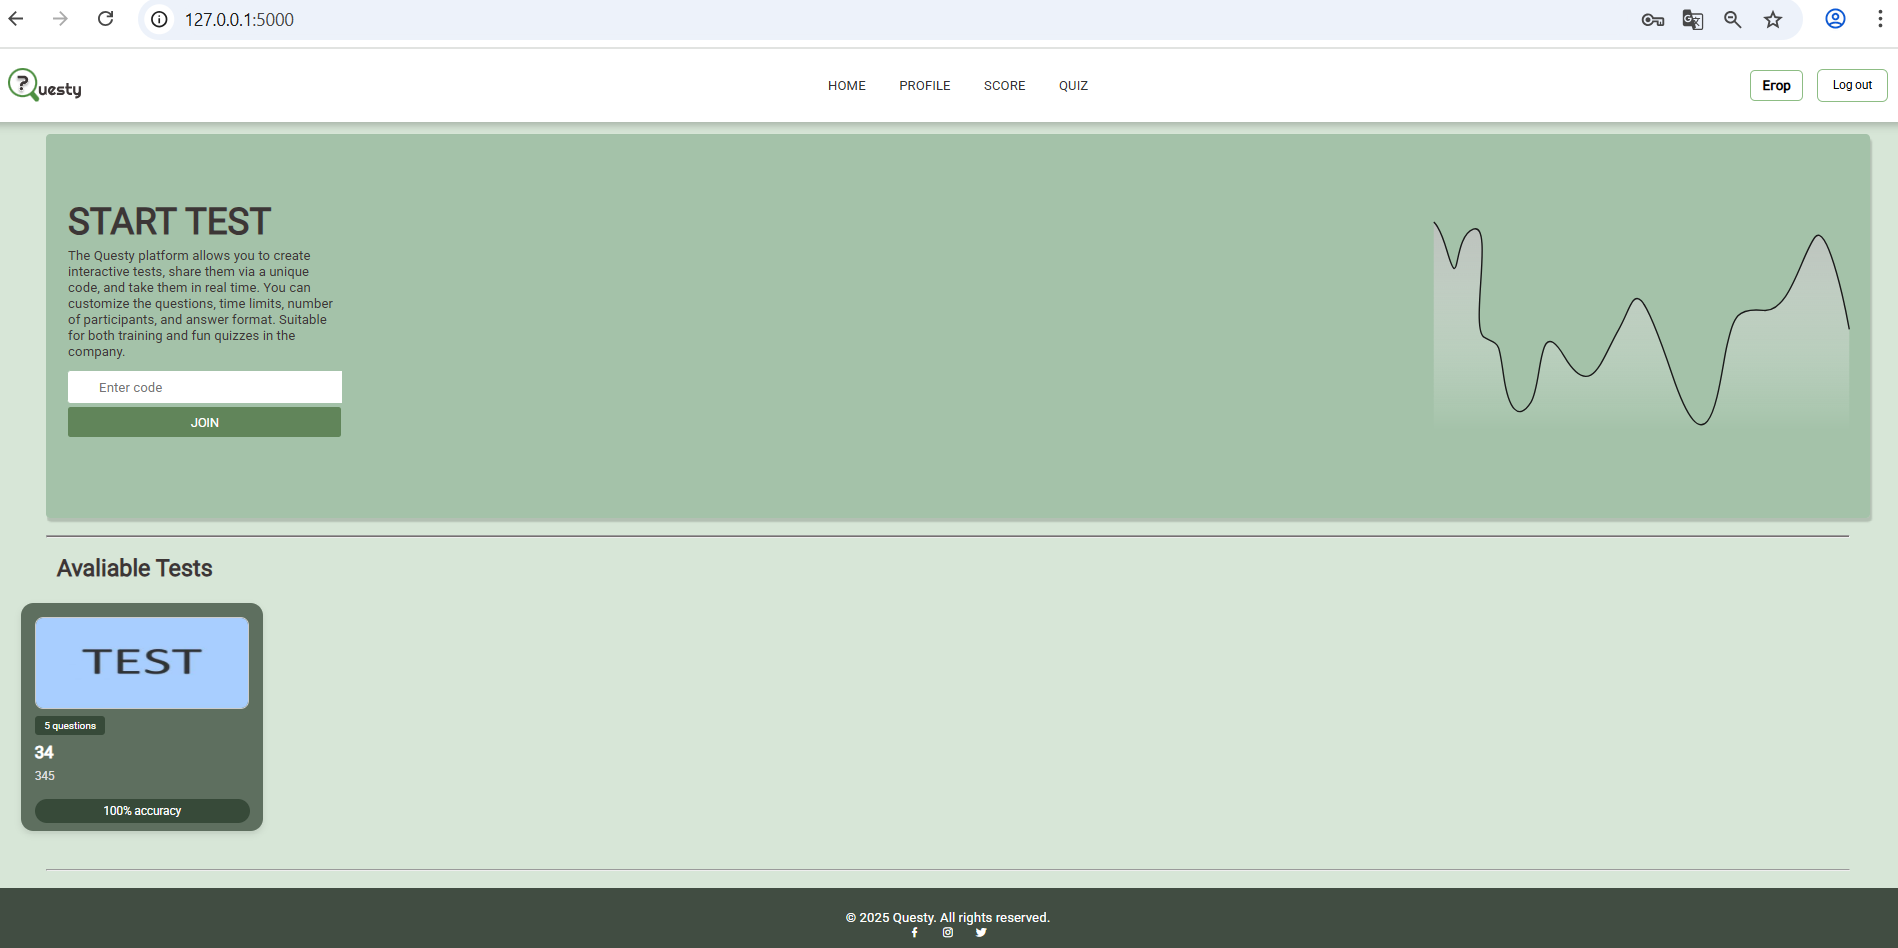 127.0.0.1:5000
?uesty
HOME PROFILE SCORE QUIZ
Егор Log out
START TEST
The Questy platform allows you to create
interactive tests, share them via a unique
code, and take them in real time. You can
customize the questions, time limits, number
of participants, and answer format. Suitable
for both training and fun quizzes in the
company.
Enter code
JOIN
Avaliable Tests
TEST
5 questions
34
345
100% accuracy
© 2025 Questy. All rights reserved.